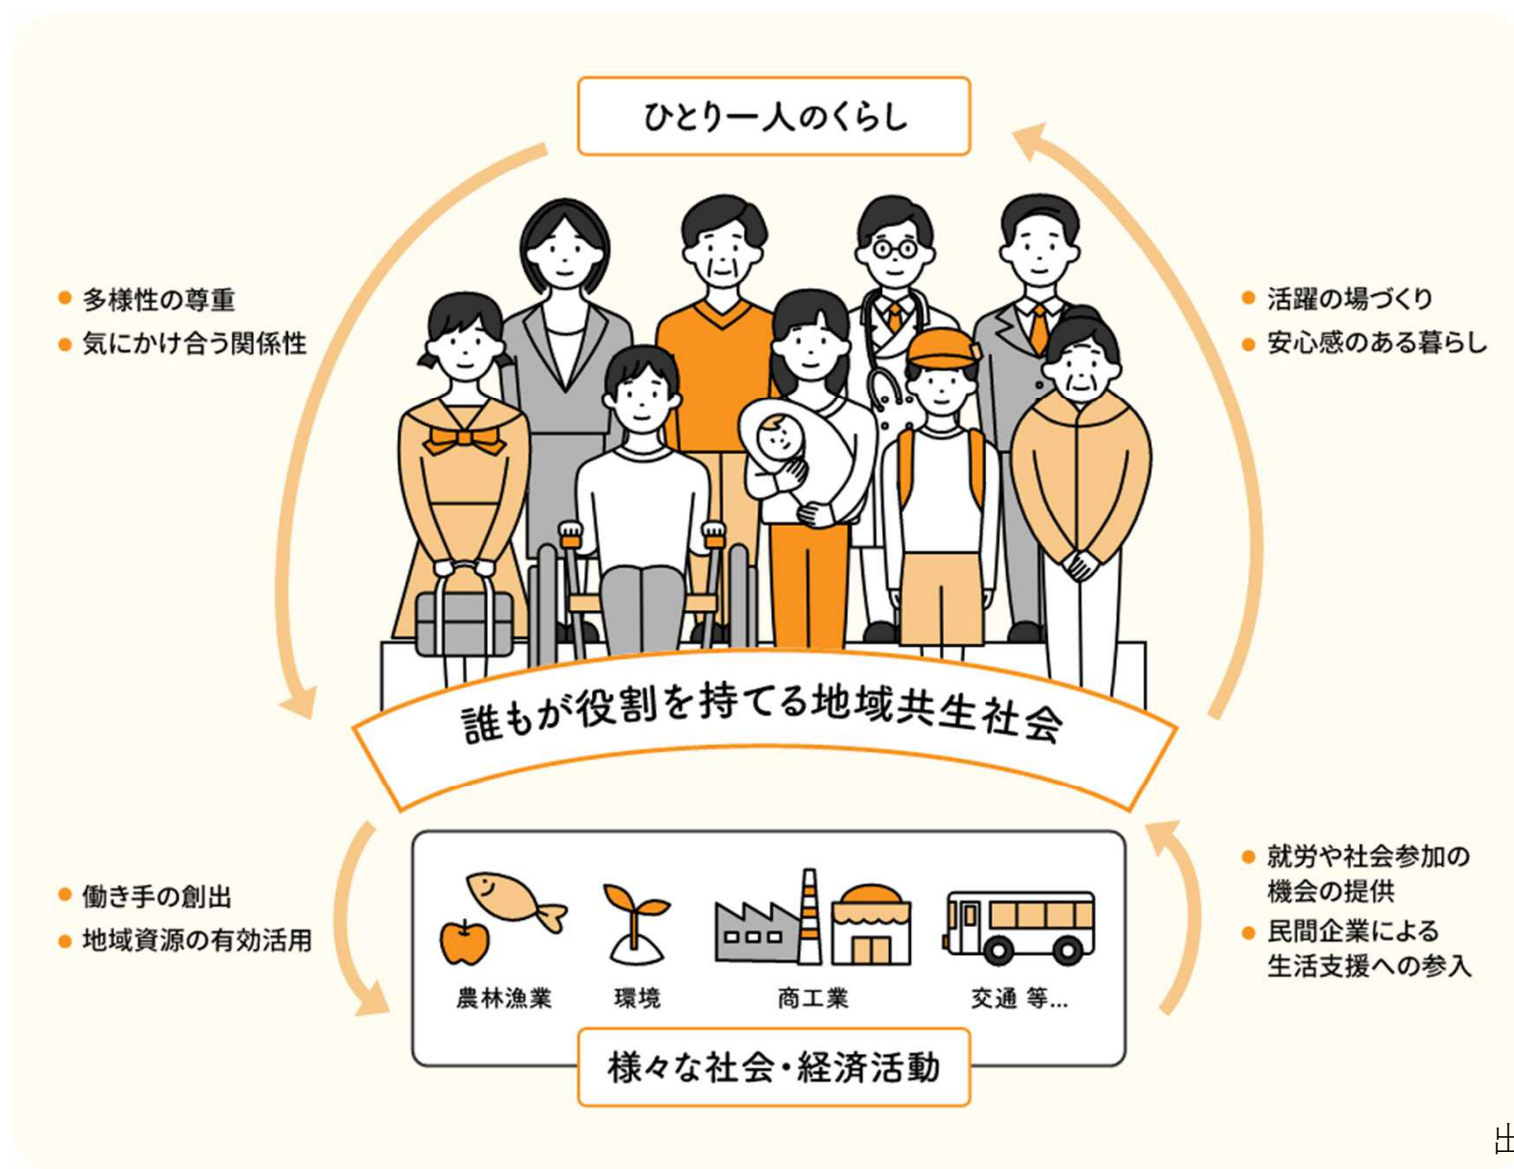 ひとり一人のくらし
多様性の尊重
気にかけ合う関係性
活躍の場づくり
安心感のある暮らし
誰もが役割を持てる地域共生社会
働き手の創出
地域資源の有効活用
就労や社会参加の
機会の提供
民間企業による
生活支援への参入
農林漁業
環境
商工業
交通 等...
様々な社会・経済活動
出